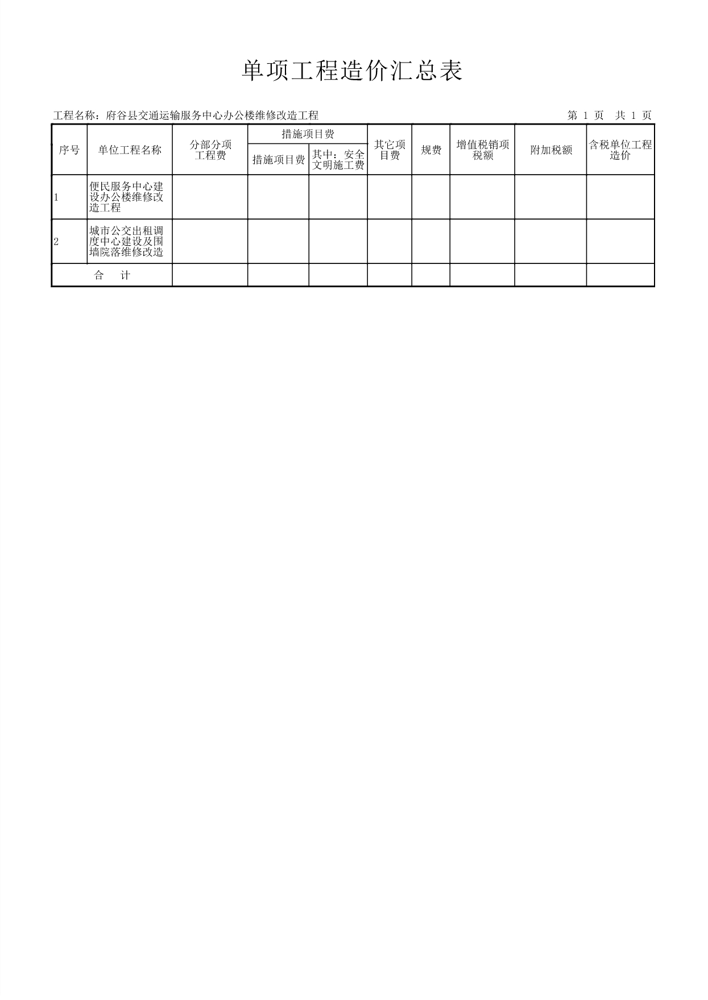 单项工程造价汇总表
工程名称：府谷县交通运输服务中心办公楼维修改造工程
第 1 页 共 1 页
序号
单位工程名称
分部分项
工程费
措施项目费
措施项目费
其中：安全
文明施工费
其它项
目费
规费
增值税销项
税额
附加税额
含税单位工程
造价
1
便民服务中心建
设办公楼维修改
造工程
2
城市公交出租调
度中心建设及围
墙院落维修改造
合 计